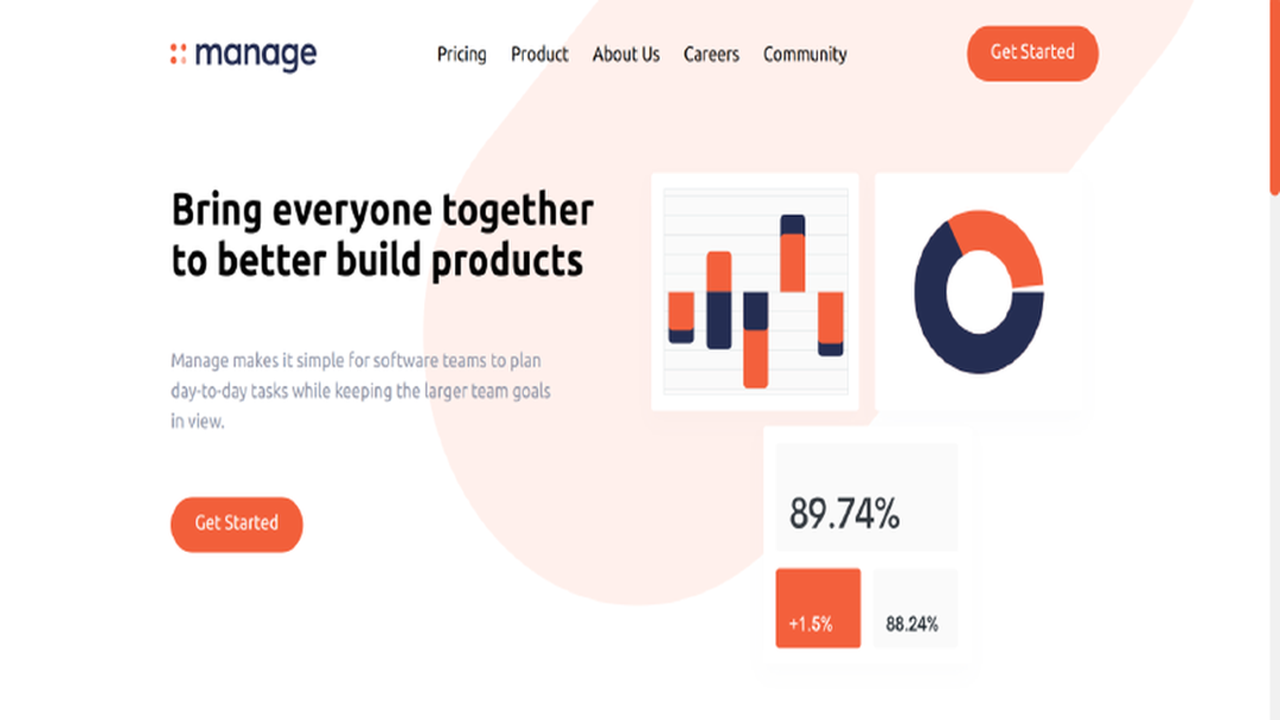 manage
Pricing Product About Us Careers Community
Get Started
Bring everyone together
to better build products
Manage makes it simple for software teams to plan
day-to-day tasks while keeping the larger team goals
in view.
Get Started
89.74%
+1.5%
88.24%